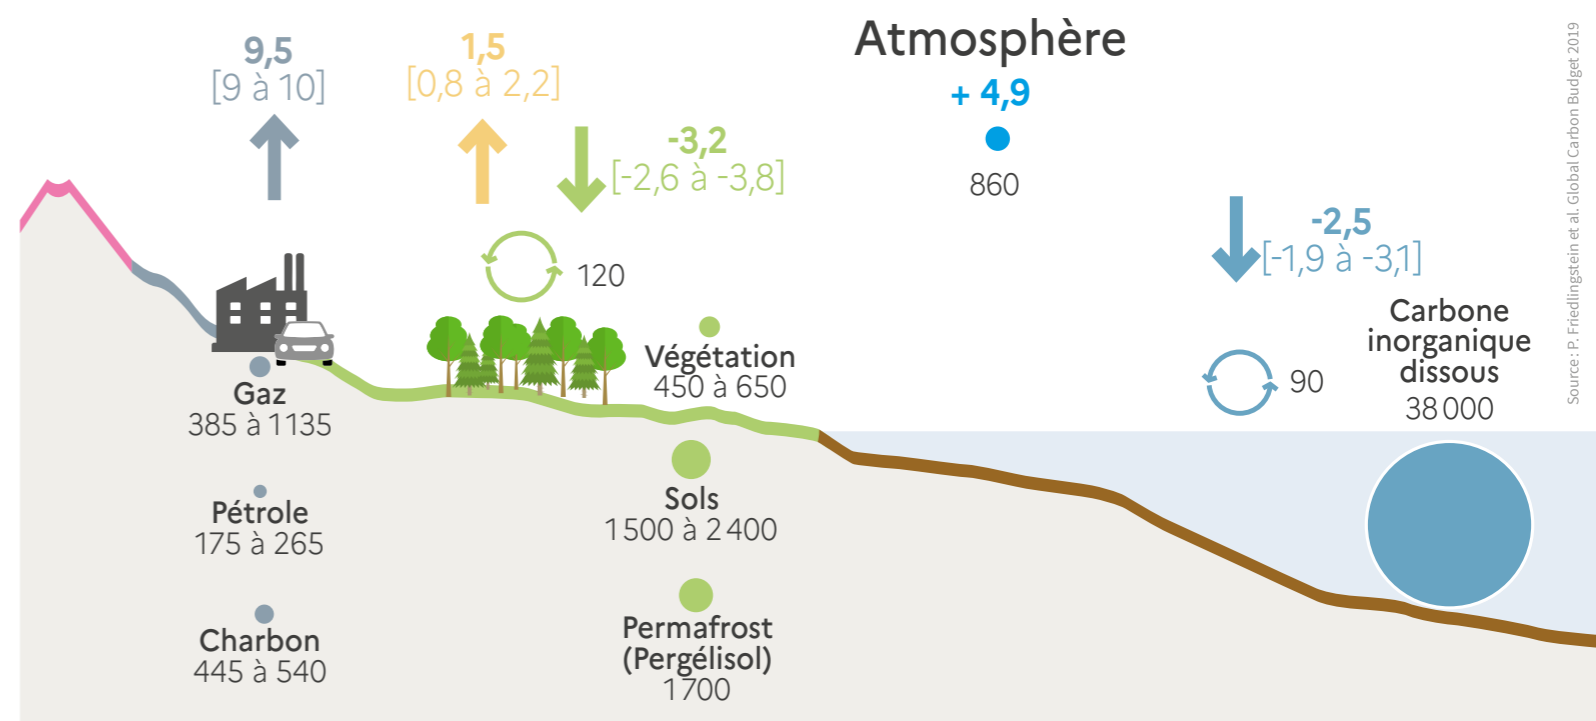 9,5
[9 à 10]
1,5
[0,8 à 2,2]
-3,2
[-2,6 à -3,8]
Atmosphère
+ 4,9
860
-2,5
[-1,9 à -3,1]
120
90
Végétation
450 à 650
Carbone
inorganique
dissous
38 000
Gaz
385 à 1135
Pétrole
175 à 265
Charbon
445 à 540
Sols
1 500 à 2 400
Permafrost
(Pergélisol)
1 700
Source : P. Friedlingstein et al. Global Carbon Budget 2019